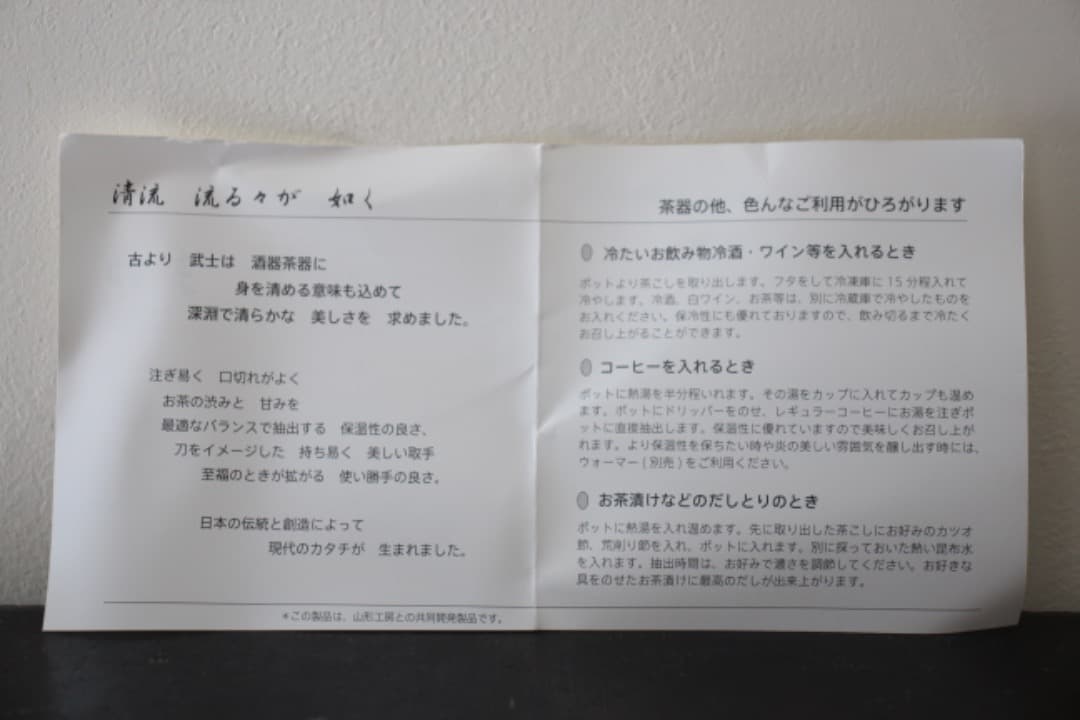 清流　流る々が　如く
古より　武士は　酒器茶器に
身を清める意味も込めて
深淵で清らかな　美しさを　求めました。
注ぎ易く　口切れがよく
お茶の渋みと　甘みを
最適なバランスで抽出する　保温性の良さ、
刀をイメージした　持ち易く　美しい取手
至福のときが拡がる　使い勝手の良さ。
日本の伝統と創造によって
現代のカタチが　生まれました。
＊この製品は、山形工房との共同開発製品です。
茶器の他、色んなご利用がひろがります
冷たいお飲み物冷酒・ワイン等を入れるとき
ポットより茶こしを取り出します。フタをして冷凍庫に 15 分程入れて
冷やします。冷酒、白ワイン、お茶等は、別に冷蔵庫で冷やしたものを
お入れください。保冷性にも優れておりますので、飲み切るまで冷たく
お召し上がることができます。
コーヒーを入れるとき
ポットに熱湯を半分程いれます。その湯をカップに入れてカップも温め
ます。ポットにドリッパーをのせ、レギュラーコーヒーにお湯を注ぎポ
ットに直接抽出します。保温性に優れていますので美味しくお召し上が
れます。より保温性を保ちたい時や炎の美しい雰囲気を醸し出す時には、
ウォーマー ( 別売 ) をご利用ください。
お茶漬けなどのだしとりのとき
ポットに熱湯を入れ温めます。先に取り出した茶こしにお好みのカツオ
節、荒削り節を入れ、ポットに入れます。別に採っておいた熱い昆布水
を入れます。抽出時間は、お好みで濃さを調節してください。お好きな
具をのせたお茶漬けに最高のだしが出来上がります。